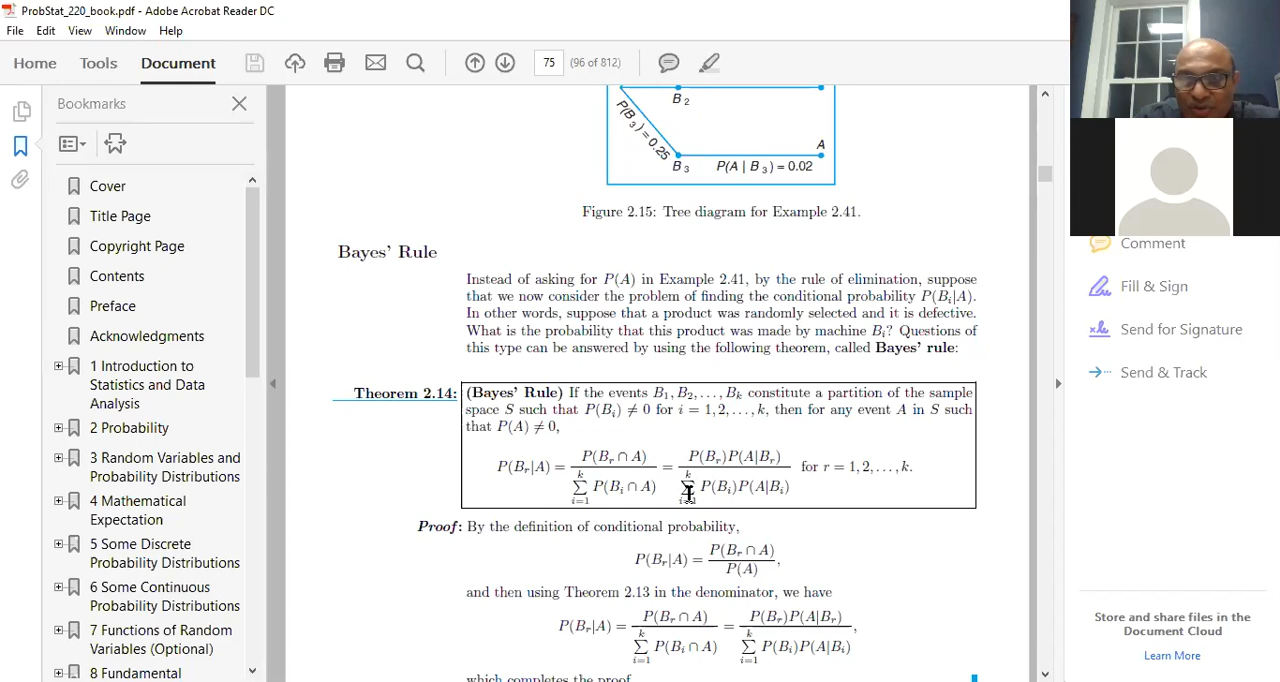 ProbStat_220_book.pdf - Adobe Acrobat Reader DC
File Edit View Window Help
Home Tools Document 75 (96 of 812)
Bookmarks
Cover
Title Page
Copyright Page
Contents
Preface
Acknowledgments
1 Introduction to
Statistics and Data
Analysis
2 Probability
3 Random Variables and
Probability Distributions
4 Mathematical
Expectation
5 Some Discrete
Probability Distributions
6 Some Continuous
Probability Distributions
7 Functions of Random
Variables (Optional)
8 Fundamental
B 2
P(B 3 ) = 0.25
A
B 3 P(A | B 3 ) = 0.02
Figure 2.15: Tree diagram for Example 2.41.
Bayes' Rule
Instead of asking for P(A) in Example 2.41, by the rule of elimination, suppose
that we now consider the problem of finding the conditional probability P(Bᵢ|A).
In other words, suppose that a product was randomly selected and it is defective.
What is the probability that this product was made by machine Bᵢ? Questions of
this type can be answered by using the following theorem, called Bayes' rule:
Theorem 2.14: (Bayes' Rule) If the events B₁, B₂, . . . , Bₖ constitute a partition of the sample
space S such that P(Bᵢ) ≠ 0 for i = 1, 2, . . . , k, then for any event A in S such
that P(A) ≠ 0,
P(Bᵣ|A) = P(Bᵣ ∩ A) / ∑ᵏᵢ₌₁ P(Bᵢ ∩ A) = P(Bᵣ)P(A|Bᵣ) / ∑ᵏᵢ₌₁ P(Bᵢ)P(A|Bᵢ) for r = 1, 2, . . . , k.
Proof: By the definition of conditional probability,
P(Bᵣ|A) = P(Bᵣ ∩ A) / P(A),
and then using Theorem 2.13 in the denominator, we have
P(Bᵣ|A) = P(Bᵣ ∩ A) / ∑ᵏᵢ₌₁ P(Bᵢ ∩ A) = P(Bᵣ)P(A|Bᵣ) / ∑ᵏᵢ₌₁ P(Bᵢ)P(A|Bᵢ),
which completes the proof.
Comment
Fill & Sign
Send for Signature
Send & Track
Store and share files in the
Document Cloud
Learn More